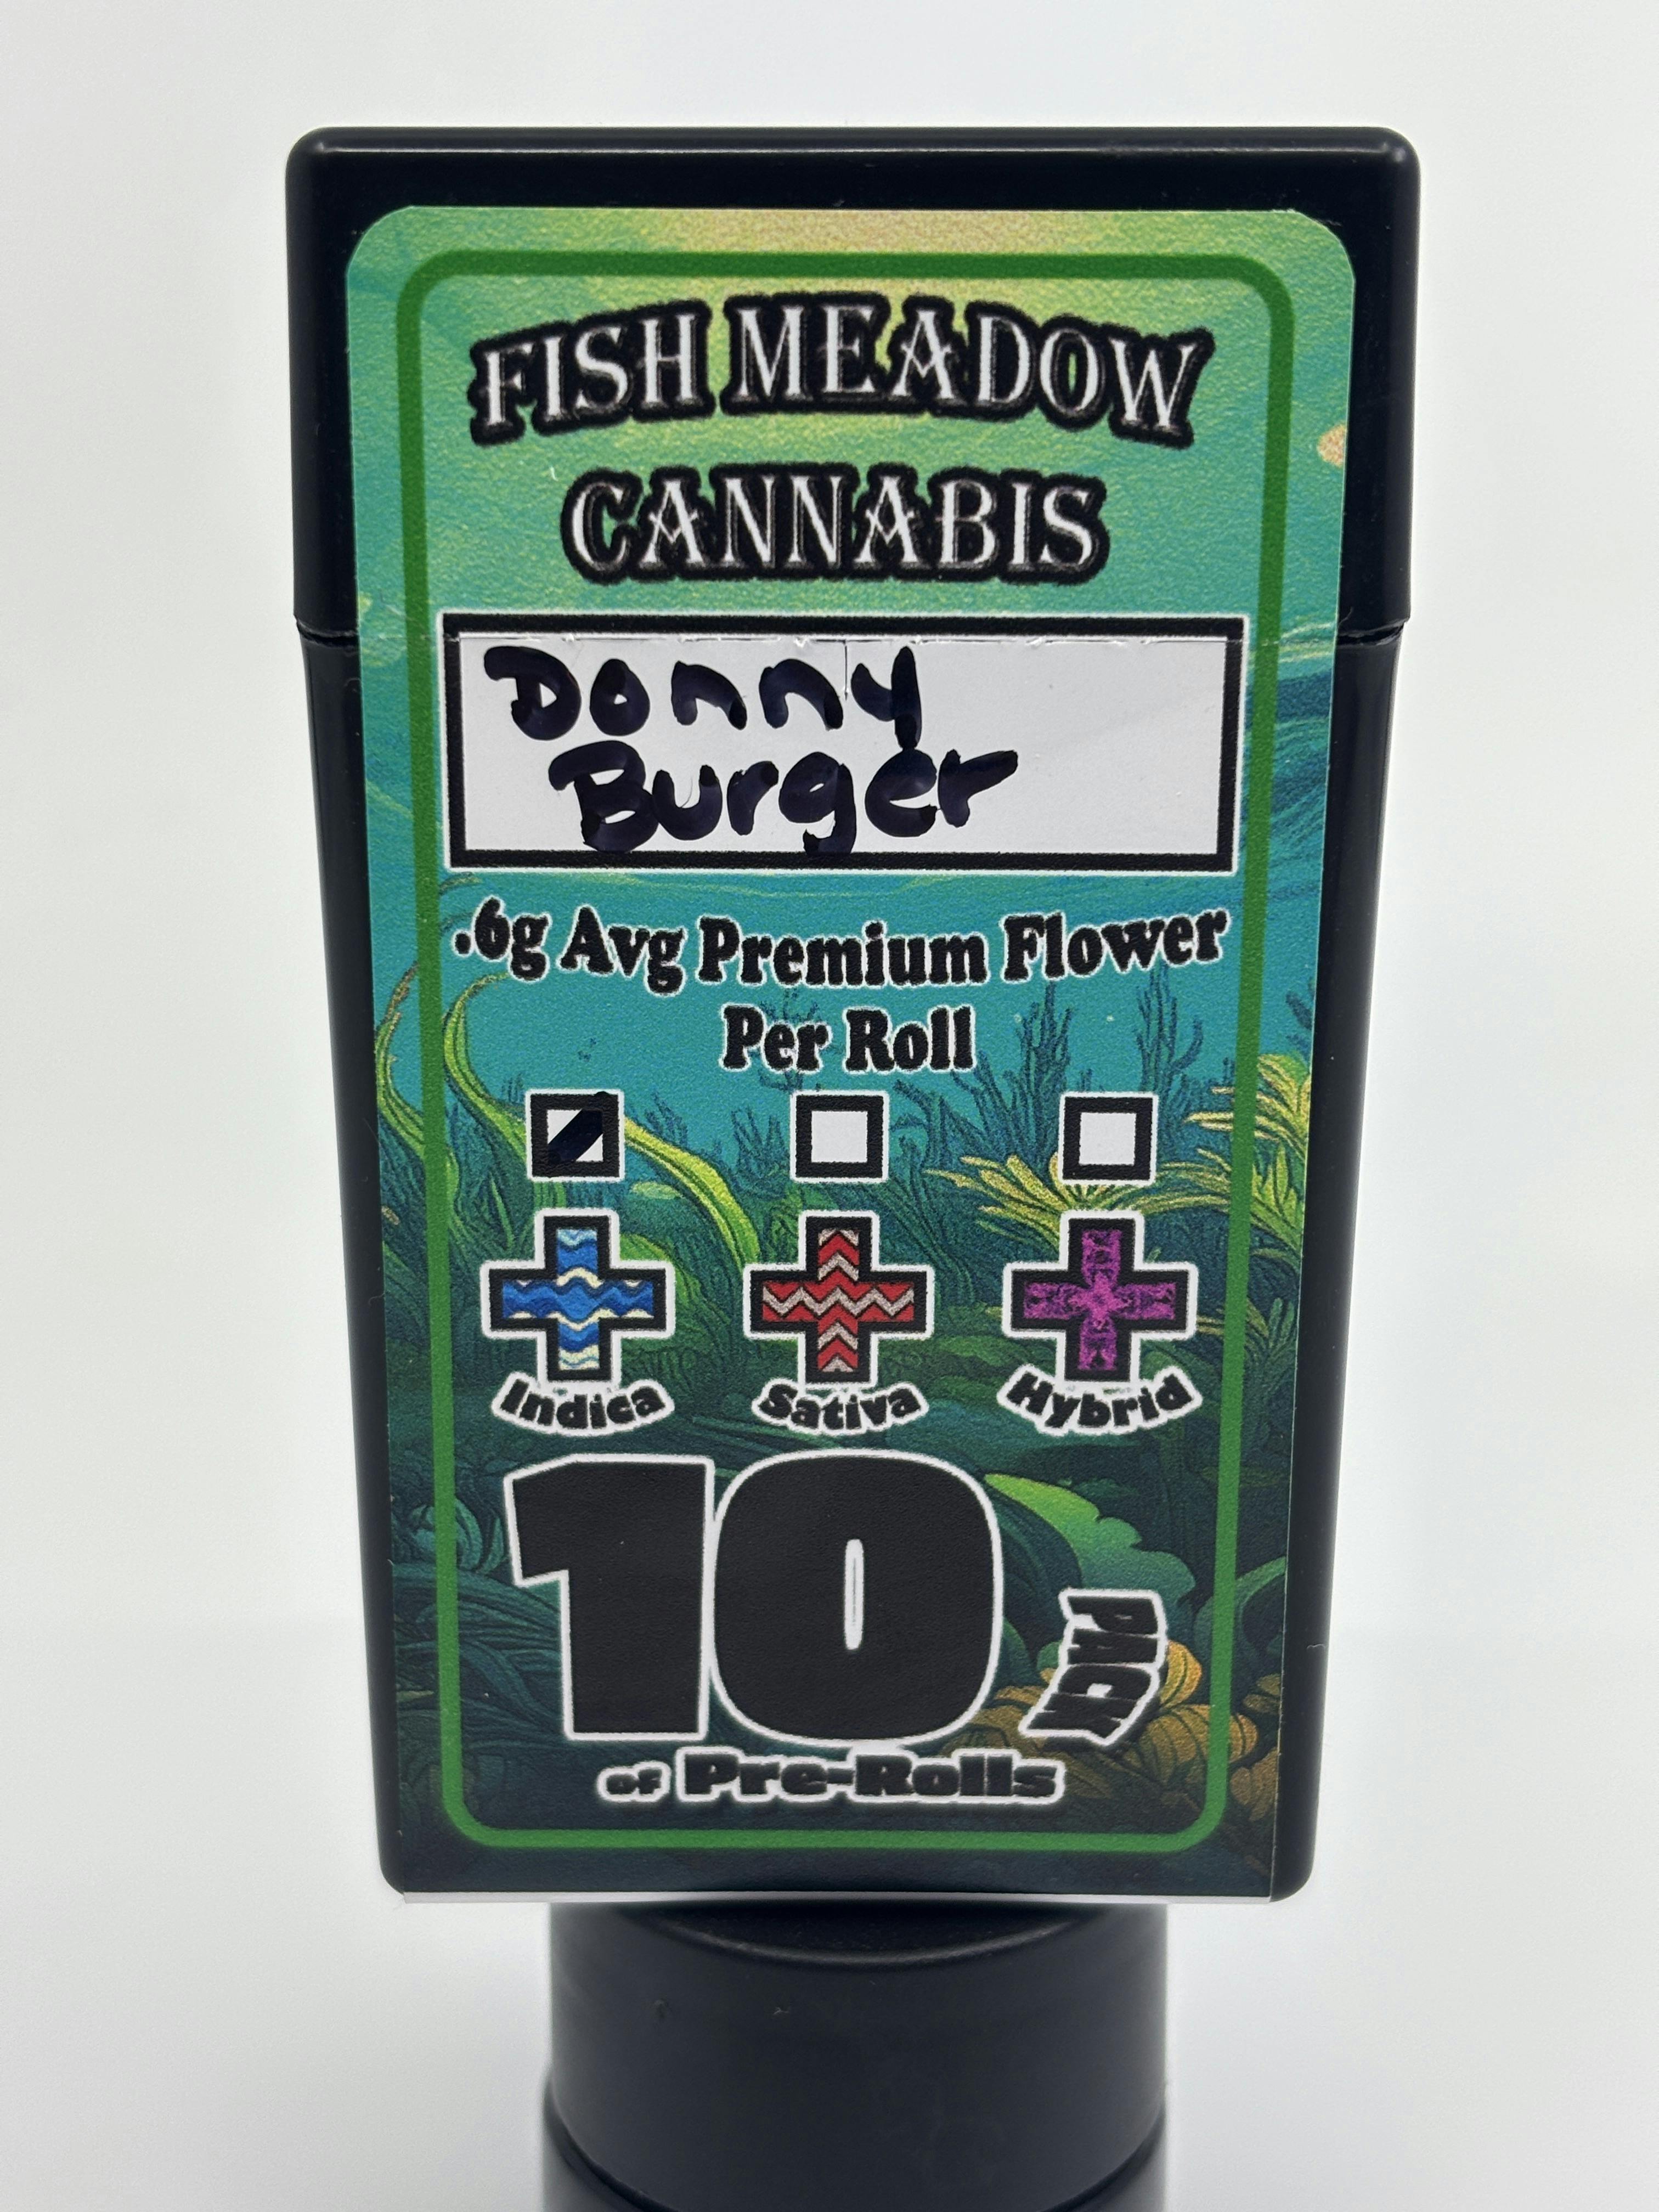 FISH MEADOW
CANNABIS
Donny
Burger
.6g Avg Premium Flower
Per Roll
Indica Sativa Hybrid
10 PACK
of Pre-Rolls